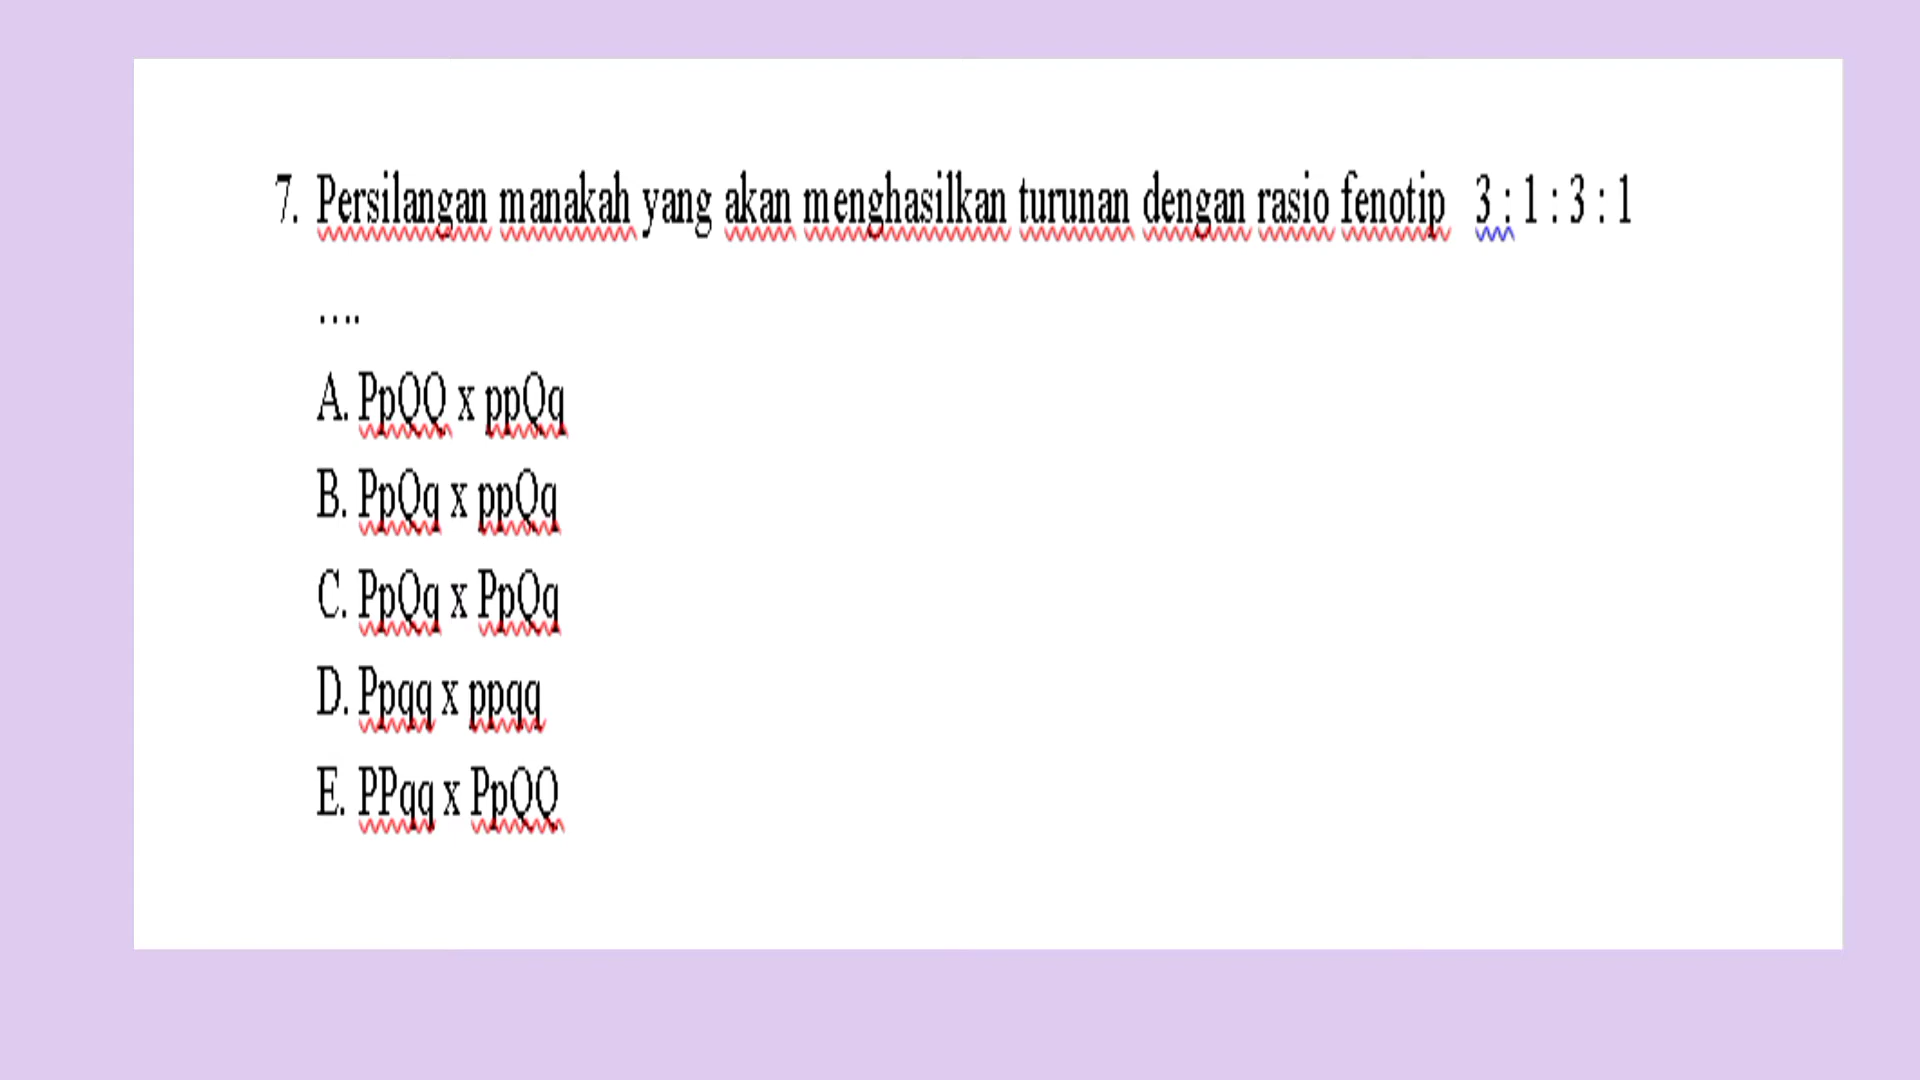 7. Persilangan manakah yang akan menghasilkan turunan dengan rasio fenotip 3 : 1 : 3 : 1
....
A. PpQQ x ppQq
B. PpQq x ppQq
C. PpQq x PpQq
D. Ppqq x ppqq
E. PPqq x PpQQ